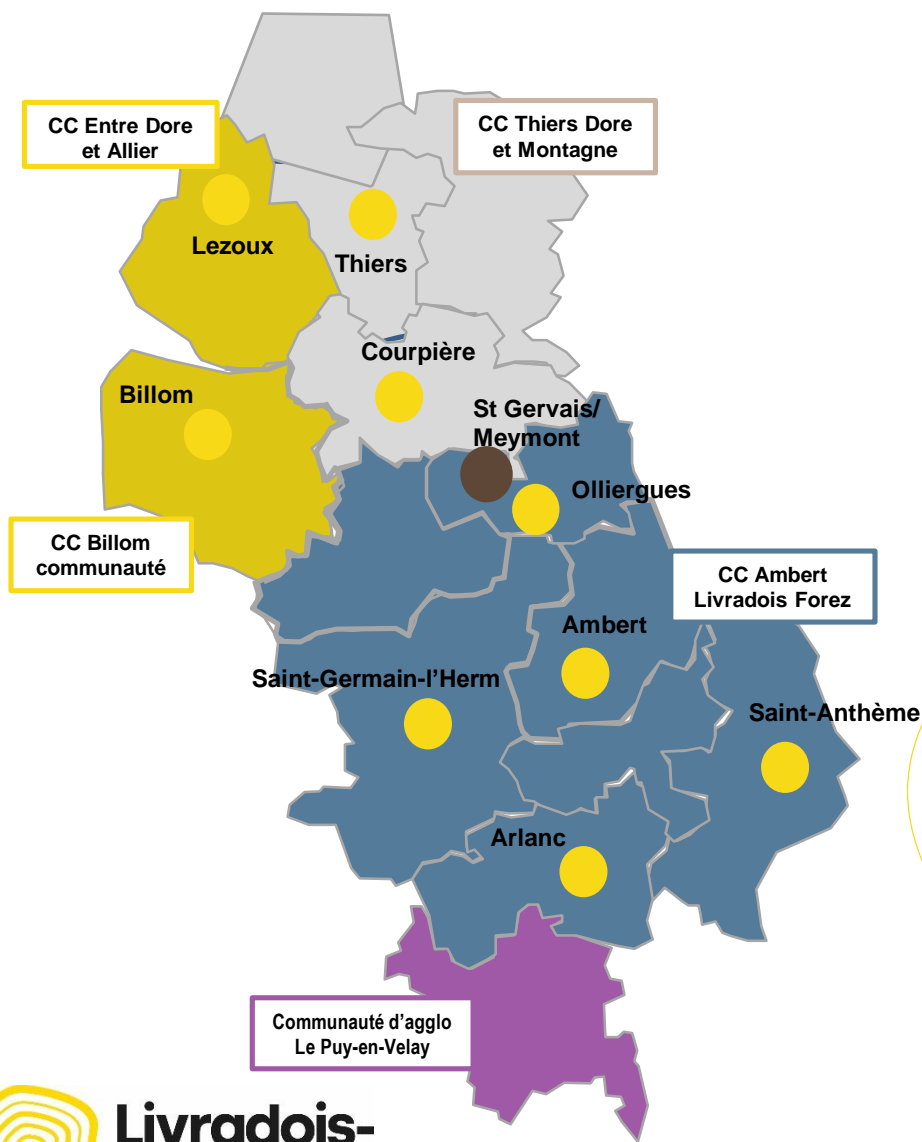 CC Entre Dore
et Allier
CC Thiers Dore
et Montagne
Lezoux
Thiers
Courpière
Billom
St Gervais/
Meymont
Olliergues
CC Billom
communauté
CC Ambert
Livradois Forez
Ambert
Saint-Germain-l'Herm
Saint-Anthème
Arlanc
Communauté d'agglo
Le Puy-en-Velay
Livradois-